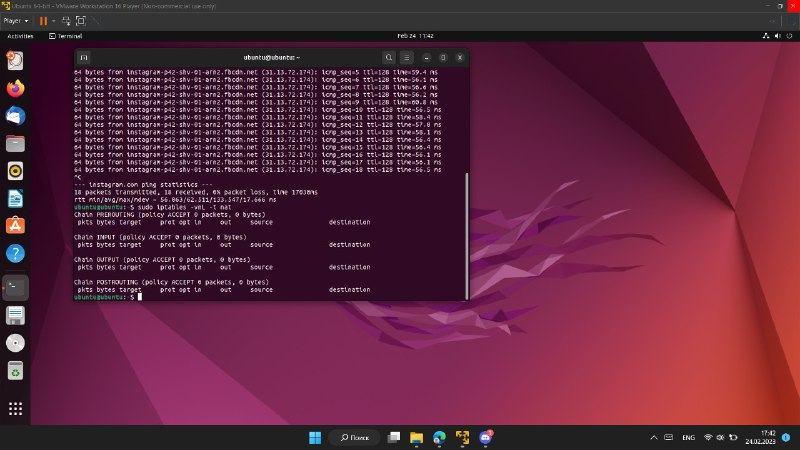 Ubuntu 64-bit - VMware Workstation 16 Player (Non-commercial use only)
Player
Activities
Terminal
Feb 24 11:42
ubuntu@ubuntu: ~
64 bytes from instagram-p42-shv-01-arn2.fbcdn.net (31.13.72.174): icmp_seq=5 ttl=128 time=59.4 ms
64 bytes from instagram-p42-shv-01-arn2.fbcdn.net (31.13.72.174): icmp_seq=6 ttl=128 time=56.1 ms
64 bytes from instagram-p42-shv-01-arn2.fbcdn.net (31.13.72.174): icmp_seq=7 ttl=128 time=56.6 ms
64 bytes from instagram-p42-shv-01-arn2.fbcdn.net (31.13.72.174): icmp_seq=8 ttl=128 time=56.2 ms
64 bytes from instagram-p42-shv-01-arn2.fbcdn.net (31.13.72.174): icmp_seq=9 ttl=128 time=60.8 ms
64 bytes from instagram-p42-shv-01-arn2.fbcdn.net (31.13.72.174): icmp_seq=10 ttl=128 time=56.5 ms
64 bytes from instagram-p42-shv-01-arn2.fbcdn.net (31.13.72.174): icmp_seq=11 ttl=128 time=58.4 ms
64 bytes from instagram-p42-shv-01-arn2.fbcdn.net (31.13.72.174): icmp_seq=12 ttl=128 time=57.0 ms
64 bytes from instagram-p42-shv-01-arn2.fbcdn.net (31.13.72.174): icmp_seq=13 ttl=128 time=58.1 ms
64 bytes from instagram-p42-shv-01-arn2.fbcdn.net (31.13.72.174): icmp_seq=14 ttl=128 time=56.4 ms
64 bytes from instagram-p42-shv-01-arn2.fbcdn.net (31.13.72.174): icmp_seq=15 ttl=128 time=56.4 ms
64 bytes from instagram-p42-shv-01-arn2.fbcdn.net (31.13.72.174): icmp_seq=16 ttl=128 time=56.1 ms
64 bytes from instagram-p42-shv-01-arn2.fbcdn.net (31.13.72.174): icmp_seq=17 ttl=128 time=56.1 ms
64 bytes from instagram-p42-shv-01-arn2.fbcdn.net (31.13.72.174): icmp_seq=18 ttl=128 time=56.5 ms
^C
--- instagram.com ping statistics ---
18 packets transmitted, 18 received, 0% packet loss, time 17038ms
rtt min/avg/max/mdev = 56.063/62.511/133.547/17.666 ms
ubuntu@ubuntu:~$ sudo iptables -vnL -t nat
Chain PREROUTING (policy ACCEPT 0 packets, 0 bytes)
pkts bytes target prot opt in out source destination
Chain INPUT (policy ACCEPT 0 packets, 0 bytes)
pkts bytes target prot opt in out source destination
Chain OUTPUT (policy ACCEPT 0 packets, 0 bytes)
pkts bytes target prot opt in out source destination
Chain POSTROUTING (policy ACCEPT 0 packets, 0 bytes)
pkts bytes target prot opt in out source destination
ubuntu@ubuntu:~$
Поиск
ENG
17:42
24.02.2023